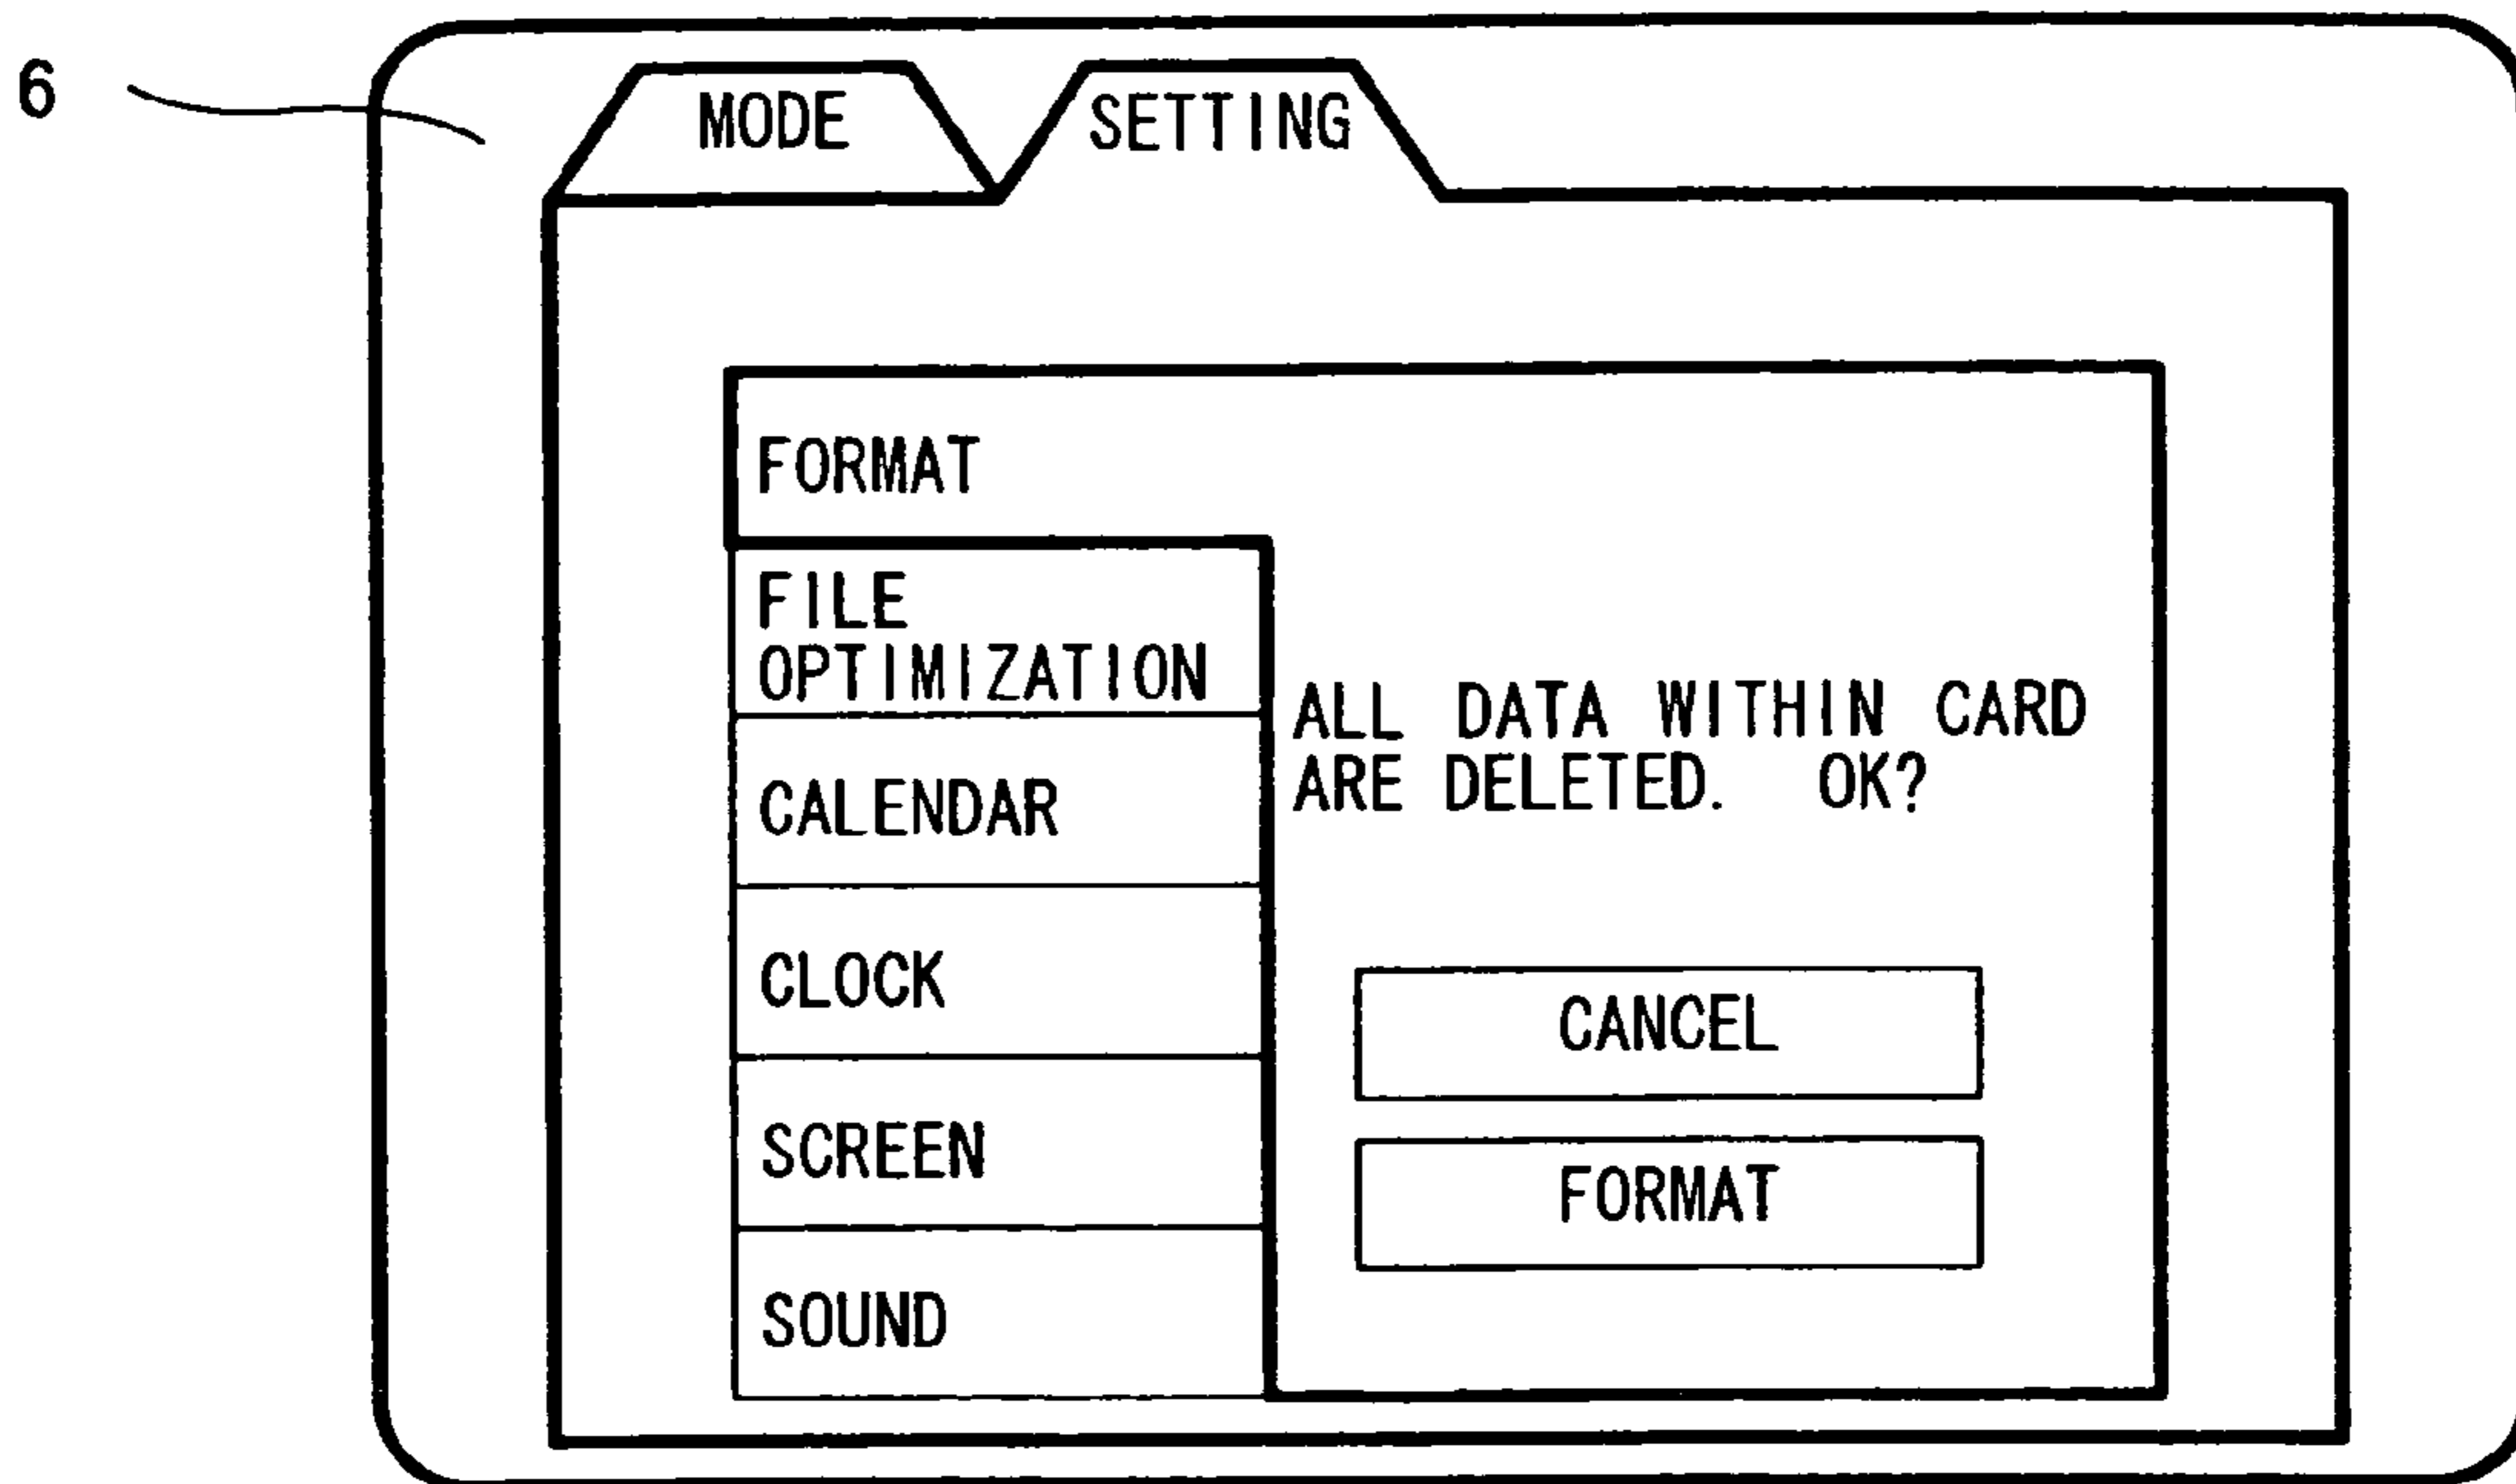 6
MODE
SETTING
FORMAT
FILE
OPTIMIZATION
CALENDAR
CLOCK
SCREEN
SOUND
ALL DATA WITHIN CARD
ARE DELETED. OK?
CANCEL
FORMAT